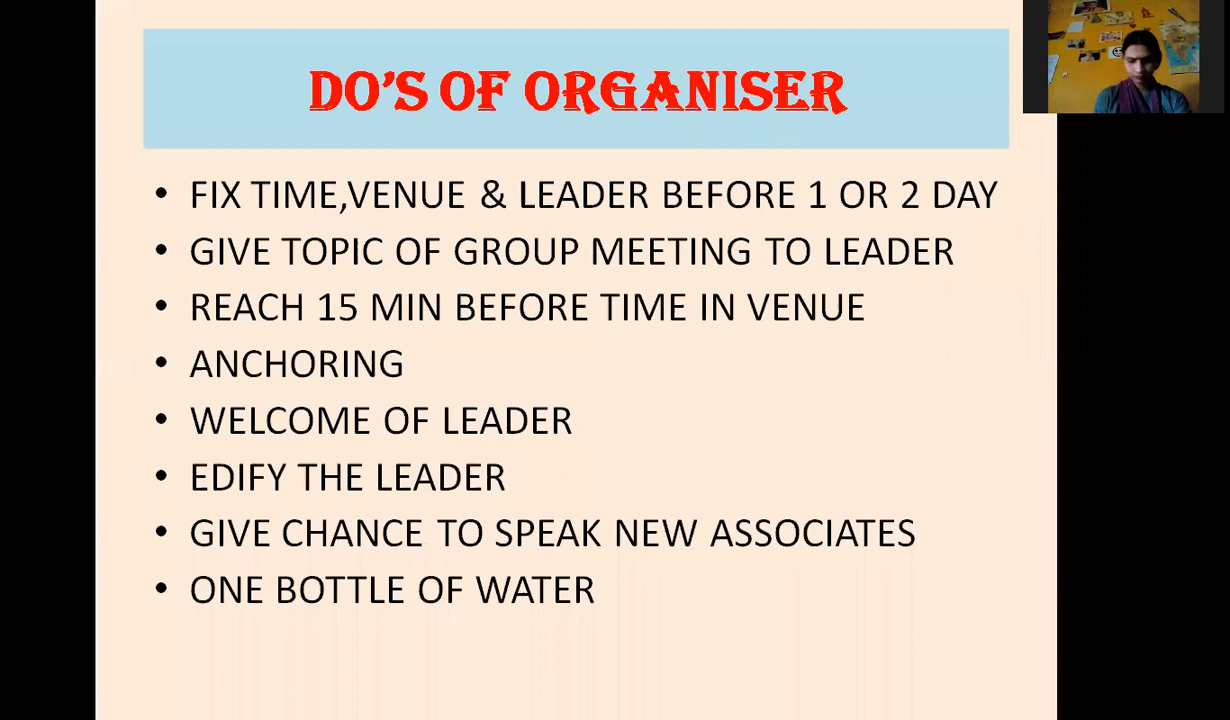 DO'S OF ORGANISER
• FIX TIME,VENUE & LEADER BEFORE 1 OR 2 DAY
• GIVE TOPIC OF GROUP MEETING TO LEADER
• REACH 15 MIN BEFORE TIME IN VENUE
• ANCHORING
• WELCOME OF LEADER
• EDIFY THE LEADER
• GIVE CHANCE TO SPEAK NEW ASSOCIATES
• ONE BOTTLE OF WATER